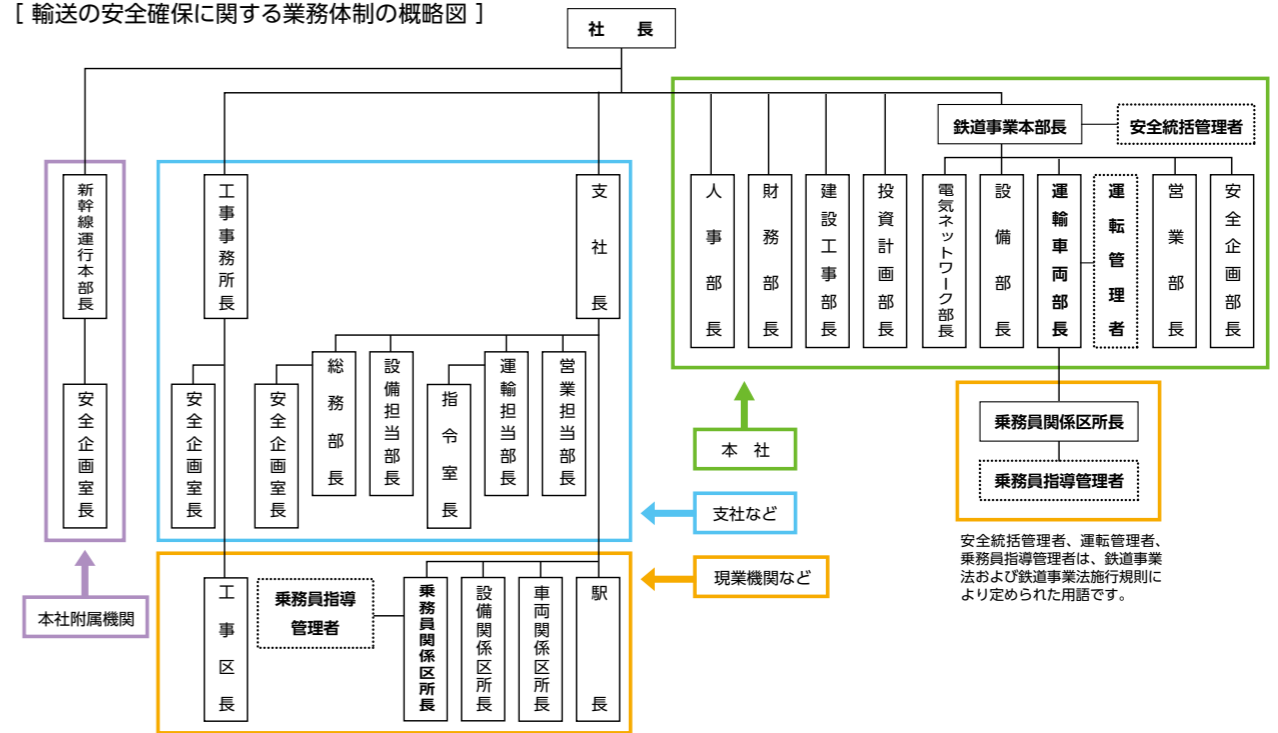 [ 輸送の安全確保に関する業務体制の概略図 ]
社 長
鉄道事業本部長
安全統括管理者
新幹線運行本部長
工事事務所長
支社長
人事部長
財務部長
建設工事部長
投資計画部長
電気ネットワーク部長
設備部長
運輸車両部長
運転管理者
営業部長
安全企画部長
安全企画室長
安全企画室長
安全企画室長
総務部長
設備担当部長
指令室長
運輸担当部長
営業担当部長
本 社
支社など
現業機関など
本社附属機関
乗務員関係区所長
乗務員指導管理者
工事区長
乗務員指導
管理者
乗務員関係区所長
設備関係区所長
車両関係区所長
駅長
安全統括管理者、運転管理者、
乗務員指導管理者は、鉄道事業
法および鉄道事業法施行規則に
より定められた用語です。